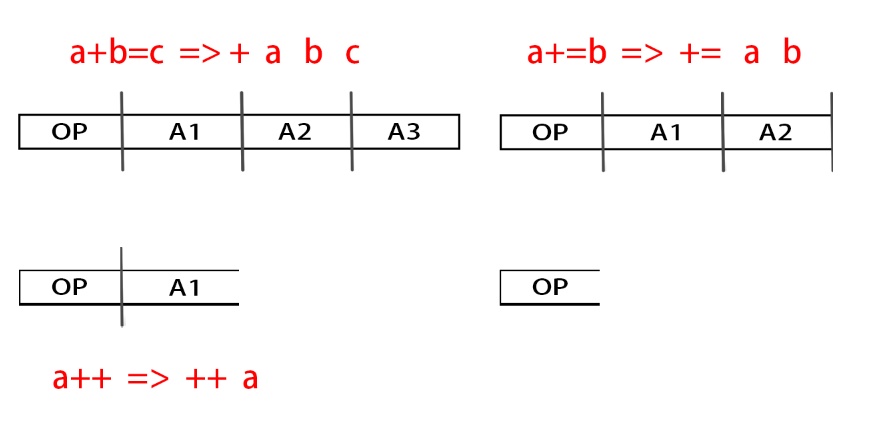 a+b=c => + a b c
a+=b => += a b
OP A1 A2 A3
OP A1 A2
OP A1
OP
a++ => ++ a